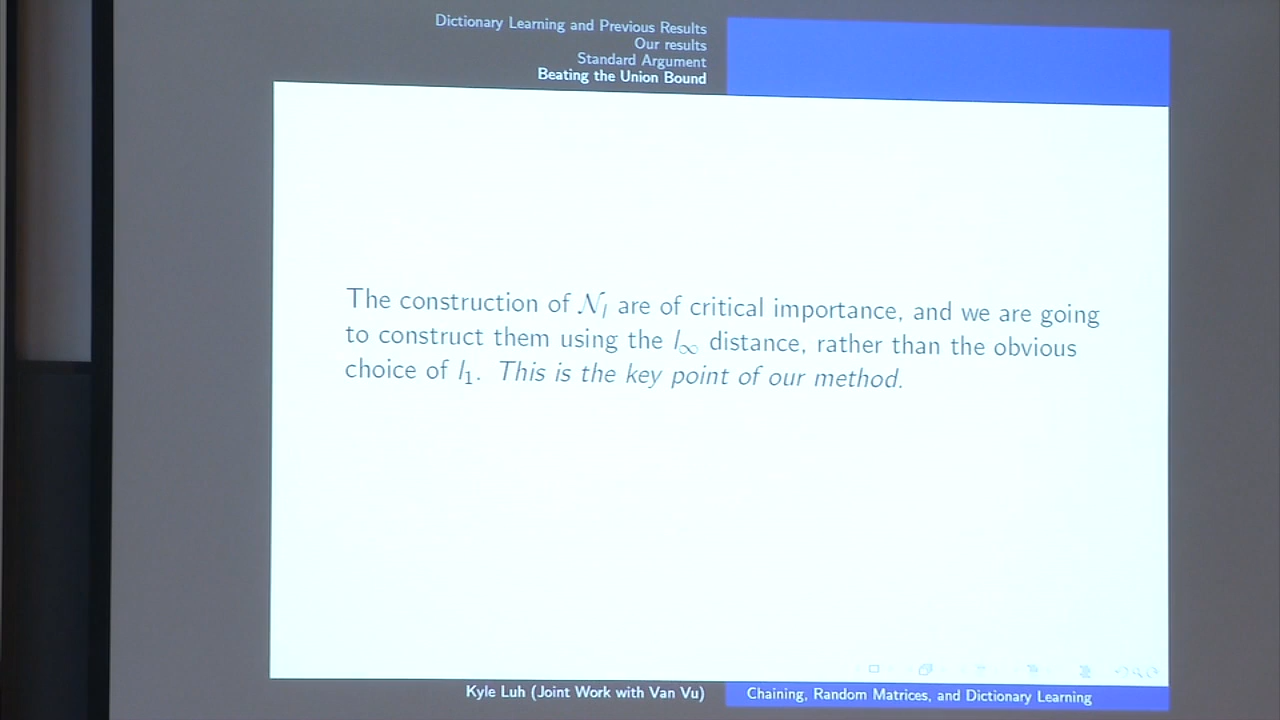 Dictionary Learning and Previous Results
Our results
Standard Argument
Beating the Union Bound
The construction of 𝒩_l are of critical importance, and we are going
to construct them using the l_∞ distance, rather than the obvious
choice of l_1. This is the key point of our method.
Kyle Luh (Joint Work with Van Vu)
Chaining, Random Matrices, and Dictionary Learning